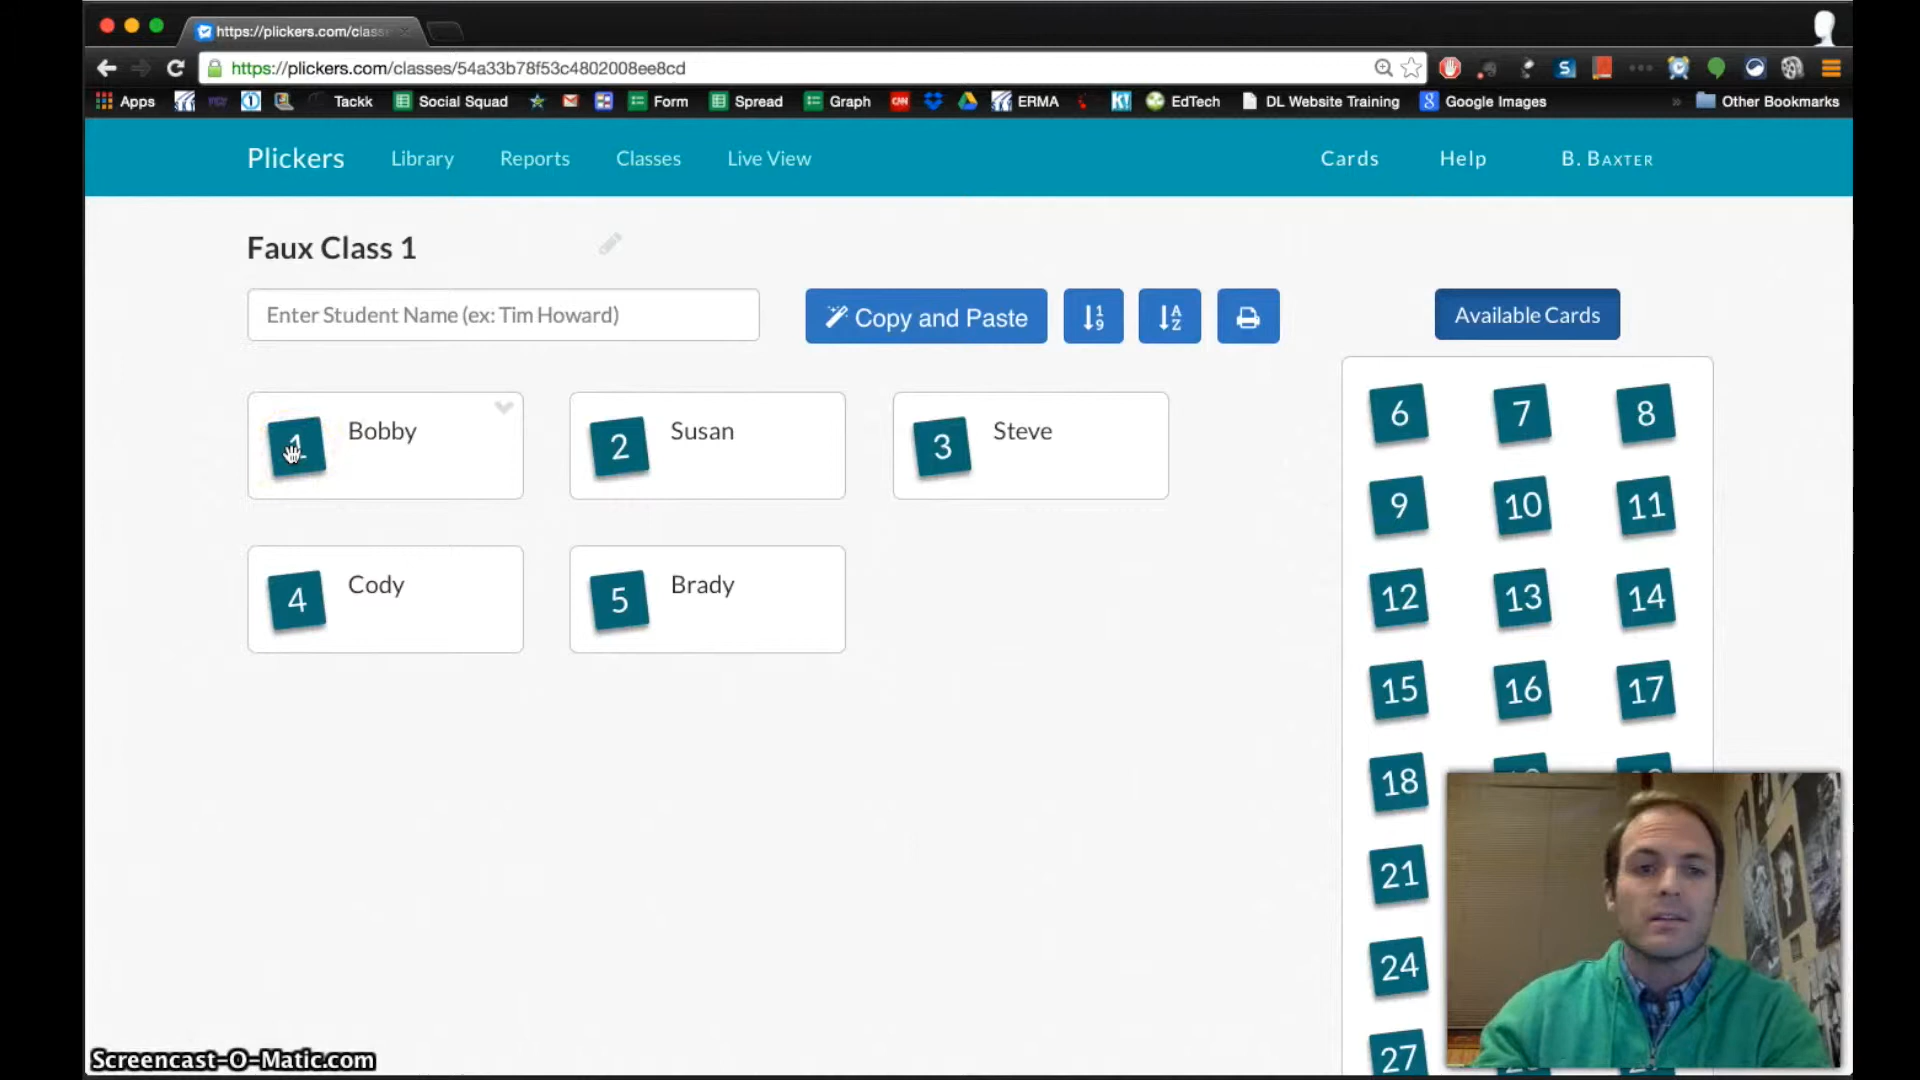 https://plickers.com/class
https://plickers.com/classes/54a33b78f53c4802008ee8cd
Apps Tackk Social Squad Form Spread Graph CNN ERMA K! EdTech DL Website Training Google Images » Other Bookmarks
Plickers Library Reports Classes Live View Cards Help B. BAXTER
Faux Class 1
Enter Student Name (ex: Tim Howard) Copy and Paste 1 9 A Z Available Cards
1 Bobby 2 Susan 3 Steve
4 Cody 5 Brady
6 7 8
9 10 11
12 13 14
15 16 17
18
21
24
27
Screencast-O-Matic.com